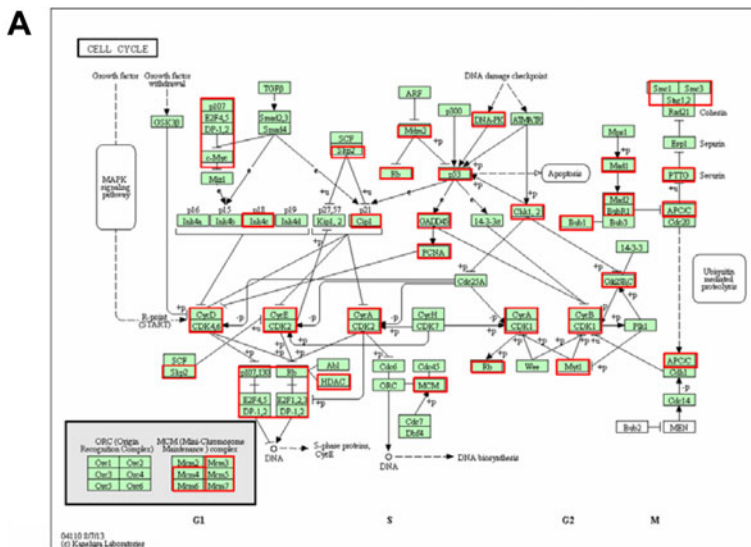 A
CELL CYCLE
Growth factor
Growth factor
withdrawal
TGFβ
DNA damage checkpoint
Smc1 Smc3
Stag1,2
Rad21
Cohesin
p107
E2F4,5
DP-1,2
Smad2,3
Smad4
ARF
p300
DNA-PK
ATM/ATR
GSK3β
Mdm2
+p
Mps1
Esp1
Separin
SCF
Skp2
c-Myc
Miz1
Rb
p53
Apoptosis
Mad1
PTTG
Securin
MAPK
signaling
pathway
e
+u
p16 p15 p18 p19
Ink4a Ink4b Ink4c Ink4d
p27,57
Kip1, 2
p21
Cip1
GADD45
14-3-3σ
Chk1, 2
Bub1
Mad2
BubR1
Bub3
APC/C
Cdc20
PCNA
14-3-3
Cdc25A
Cdc25B,C
Ubiquitin
mediated
proteolysis
R-point
(START)
CycD
CDK4,6
CycE
CDK2
CycA
CDK2
CycH
CDK7
CycA
CDK1
CycB
CDK1
Plk1
SCF
Skp2
p107,130
E2F4,5
DP-1,2
Rb
E2F1,2,3
DP-1,2
Abl
HDAC
Cdc6
ORC
Cdc45
MCM
Cdc7
Dbf4
Rb
Wee
Myt1
APC/C
Cdh1
Cdc14
Bub2
MEN
DNA
S-phase proteins,
CycE
DNA
DNA biosynthesis
ORC (Origin
Recognition Complex)
MCM (Mini-Chromosome
Maintenance) complex
Orc1 Orc2 Mcm2 Mcm3
Orc3 Orc4 Mcm4 Mcm5
Orc5 Orc6 Mcm6 Mcm7
G1 S G2 M
04110 8/7/13
(c) Kanehisa Laboratories